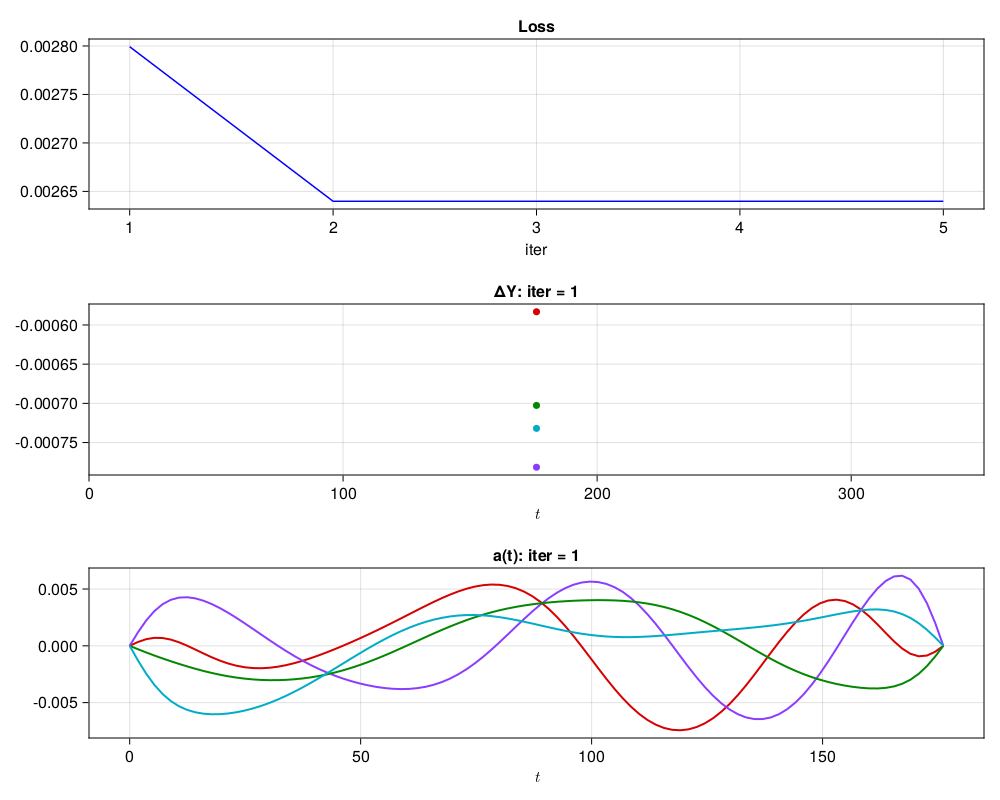 Loss
0.00280
0.00275
0.00270
0.00265
1 2 3 4 5
iter
ΔY: iter = 1
-0.00060
-0.00065
-0.00070
-0.00075
0 100 200 300
t
a(t): iter = 1
0.005
0.000
-0.005
0 50 100 150
t